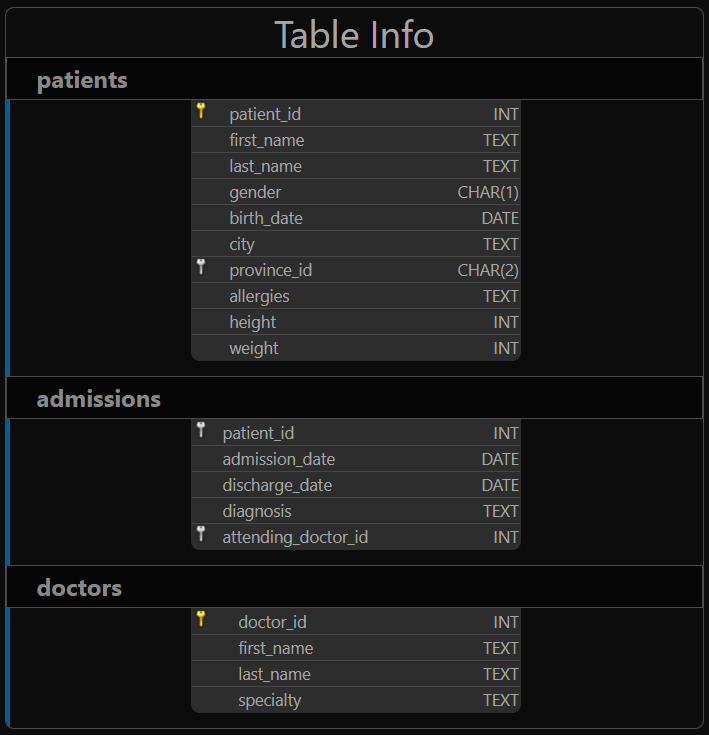 Table Info
patients
patient_id INT
first_name TEXT
last_name TEXT
gender CHAR(1)
birth_date DATE
city TEXT
province_id CHAR(2)
allergies TEXT
height INT
weight INT
admissions
patient_id INT
admission_date DATE
discharge_date DATE
diagnosis TEXT
attending_doctor_id INT
doctors
doctor_id INT
first_name TEXT
last_name TEXT
specialty TEXT